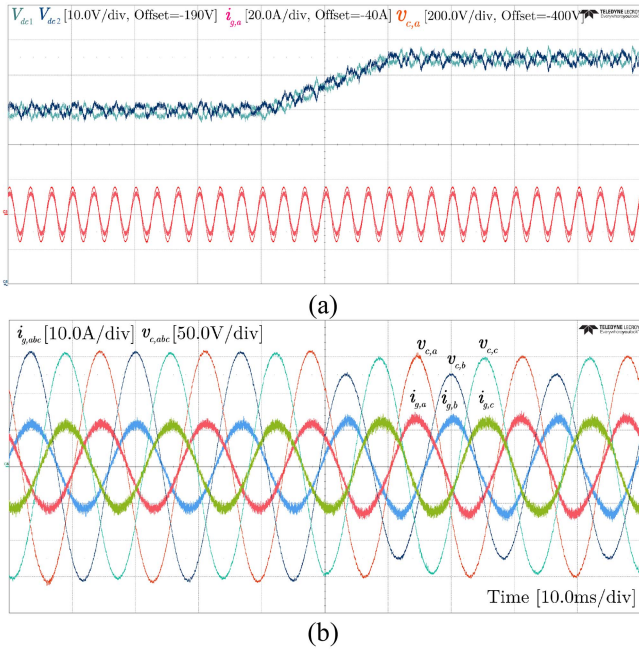 V_dc1 V_dc2 [10.0V/div, Offset=-190V] i_g,a [20.0A/div, Offset=-40A] v_c,a [200.0V/div, Offset=-400V]
TELEDYNE LECROY
Everywhereyoulook
(a)
i_g,abc [10.0A/div] v_c,abc [50.0V/div]
TELEDYNE LECROY
Everywhereyoulook
v_c,a v_c,b v_c,c
i_g,a i_g,b i_g,c
Time [10.0ms/div]
(b)